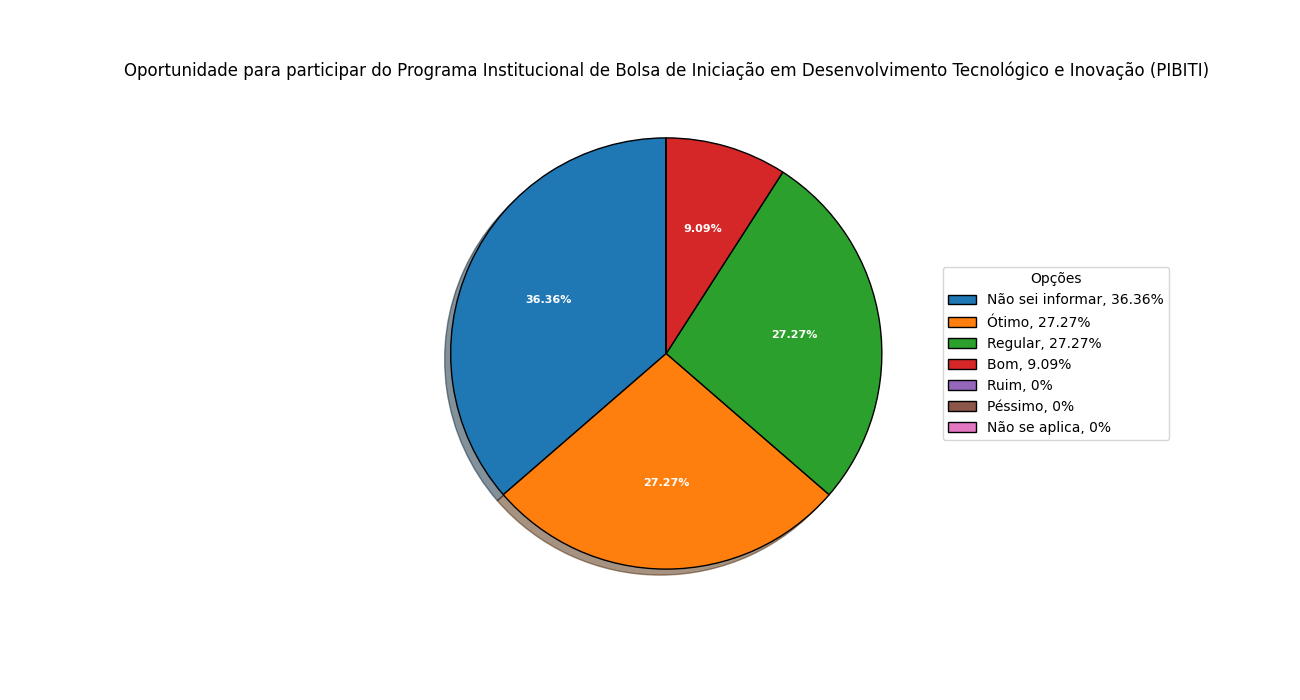 Oportunidade para participar do Programa Institucional de Bolsa de Iniciação em Desenvolvimento Tecnológico e Inovação (PIBITI)
9.09%
36.36%
27.27%
27.27%
Opções
Não sei informar, 36.36%
Ótimo, 27.27%
Regular, 27.27%
Bom, 9.09%
Ruim, 0%
Péssimo, 0%
Não se aplica, 0%